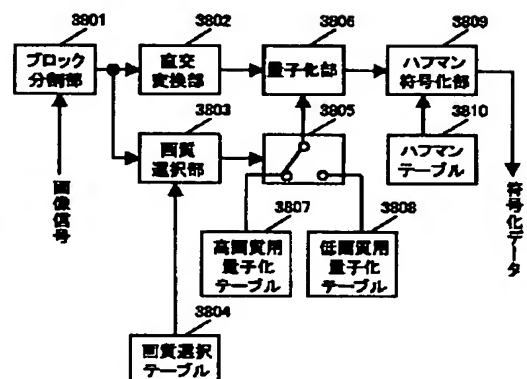 3801
ブロック
分割部
3802
直交
変換部
3806
量子化部
3809
ハフマン
符号化部
3803
画質
選択部
3805
3810
ハフマン
テーブル
画像信号
符号化データ
3807
高画質用
量子化
テーブル
3808
低画質用
量子化
テーブル
3804
画質選択
テーブル